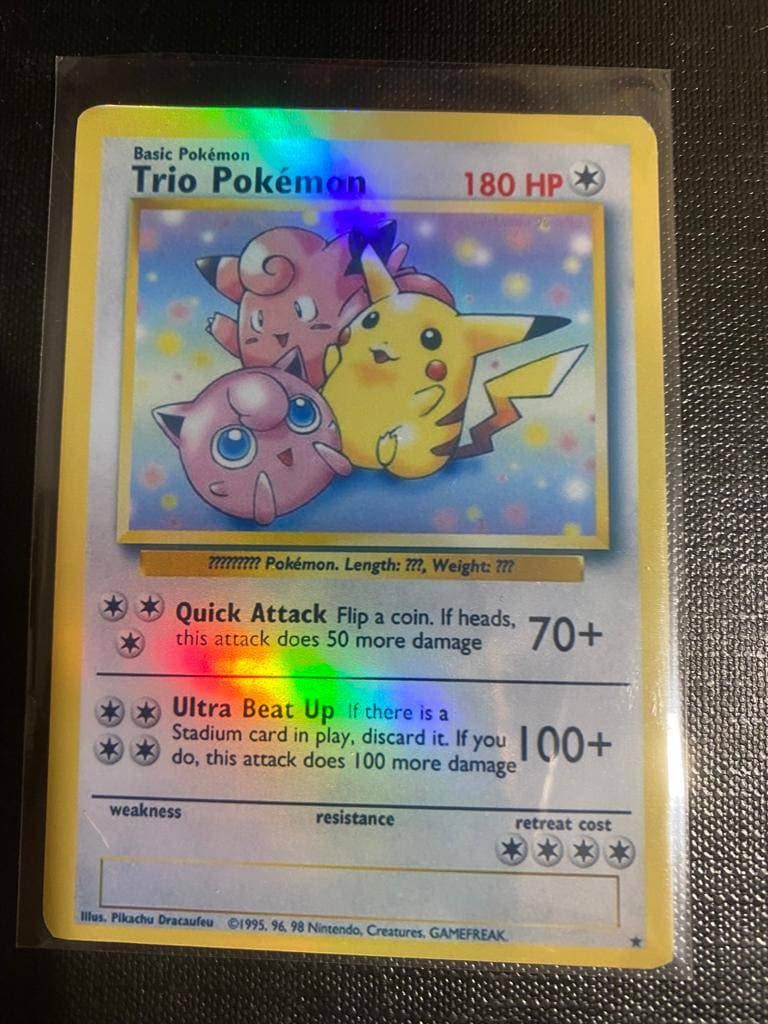 Basic Pokémon
Trio Pokémon 180 HP
????????? Pokémon. Length: ???, Weight: ???
Quick Attack Flip a coin. If heads,
this attack does 50 more damage 70+
Ultra Beat Up If there is a
Stadium card in play, discard it. If you
do, this attack does 100 more damage 100+
weakness resistance retreat cost
Illus. Pikachu Dracaufeu ©1995, 96, 98 Nintendo, Creatures, GAMEFREAK